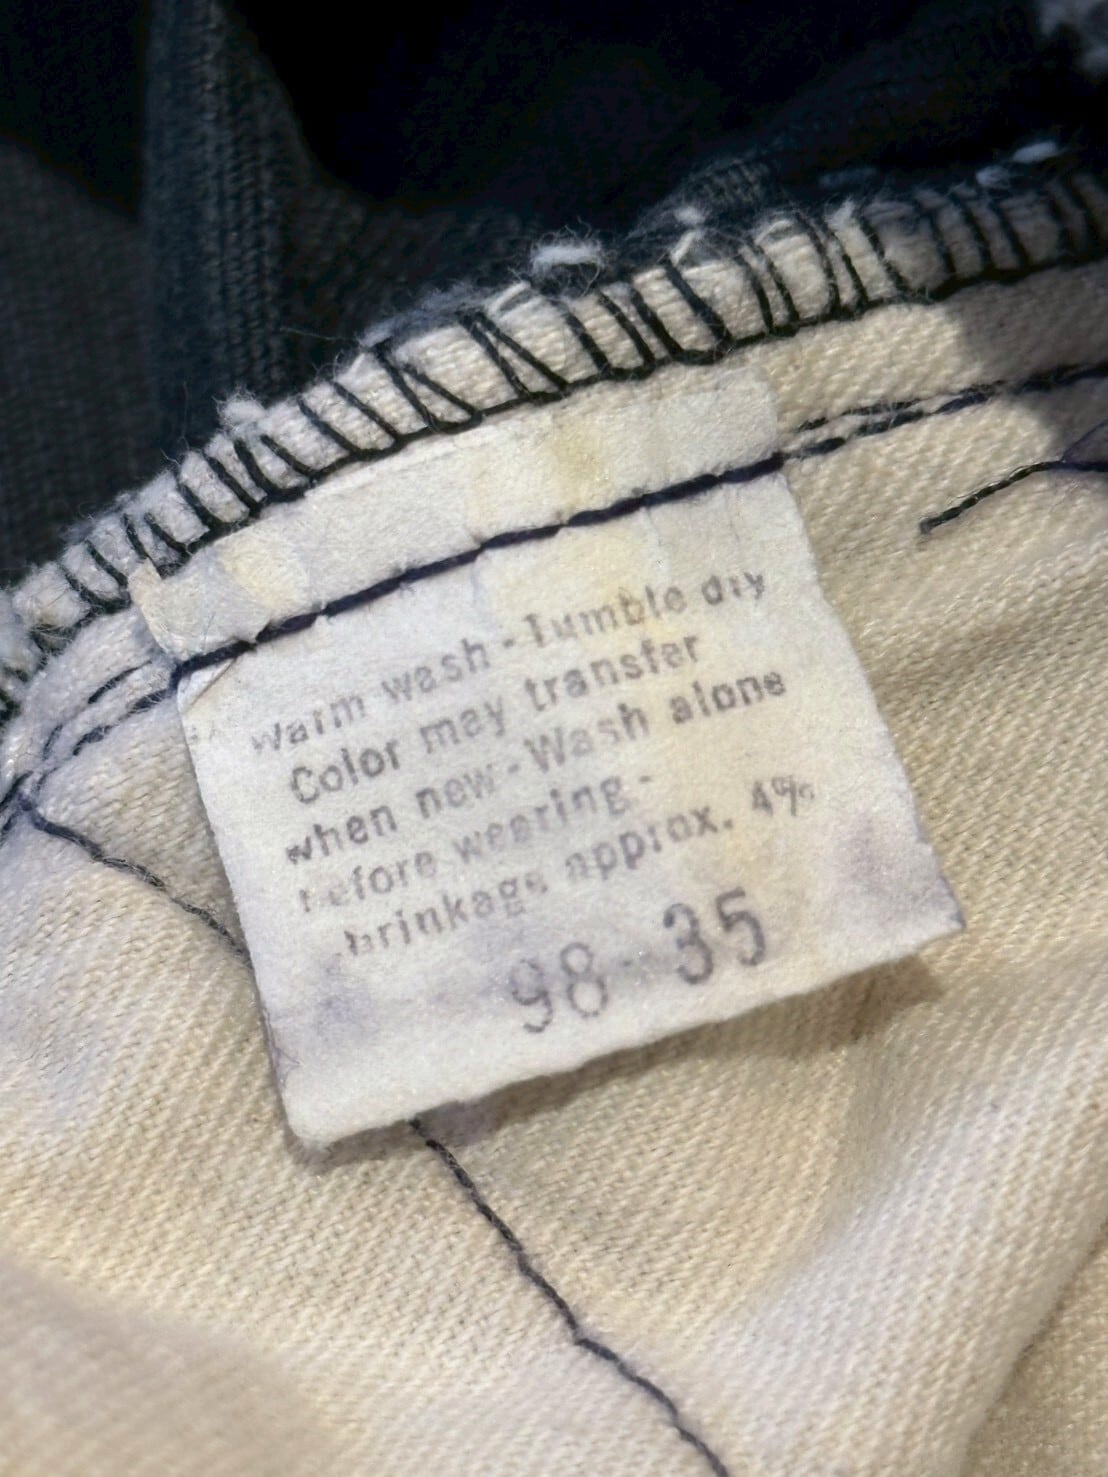 Warm wash - Tumble dry
Color may transfer
when new - Wash alone
before wearing -
shrinkage approx. 4%
98-35